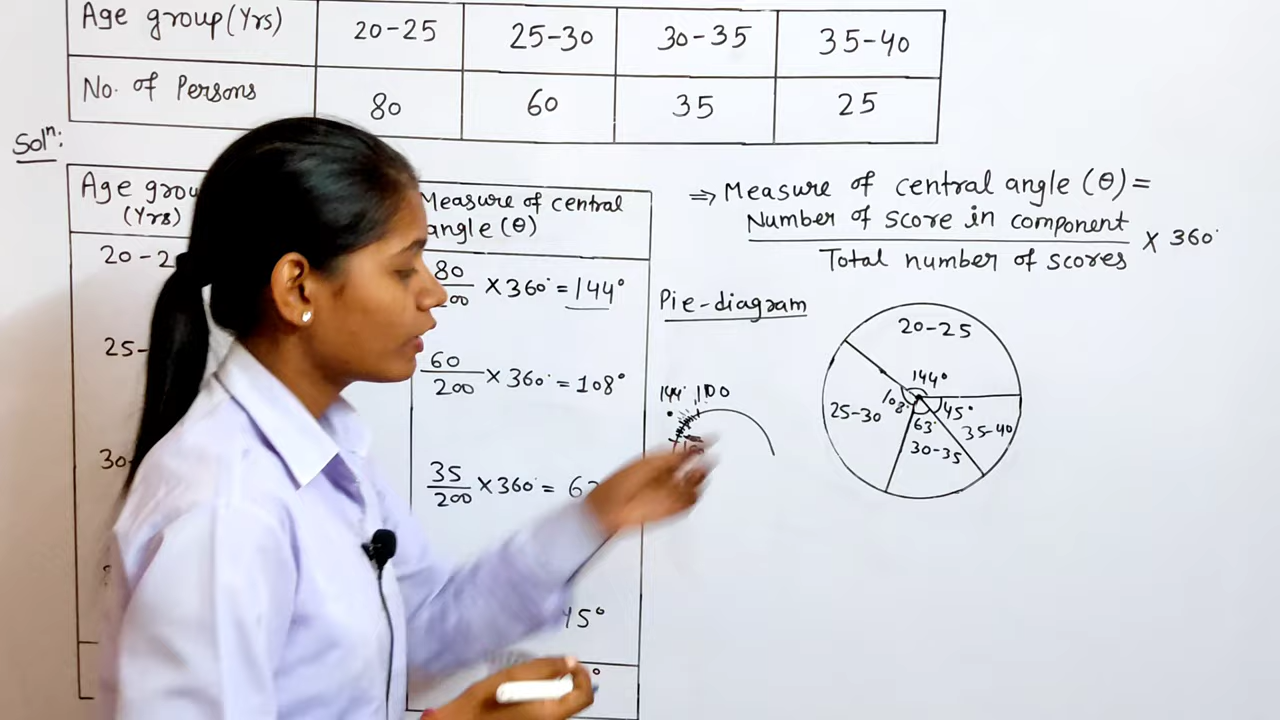 Age group (Yrs) 20-25 25-30 30-35 35-40
No. of Persons 80 60 35 25
Solⁿ:
Age grou
(Yrs)
Measure of central
angle (θ)
20-2
80/200 × 360° = 144°
25-
60/200 × 360° = 108°
30-
35/200 × 360° = 63
45°
⇒ Measure of central angle (θ) =
Number of score in component
Total number of scores
× 360°
Pie-diagram
20-25
144°
108°
25-30
63°
30-35
45°
35-40
144°